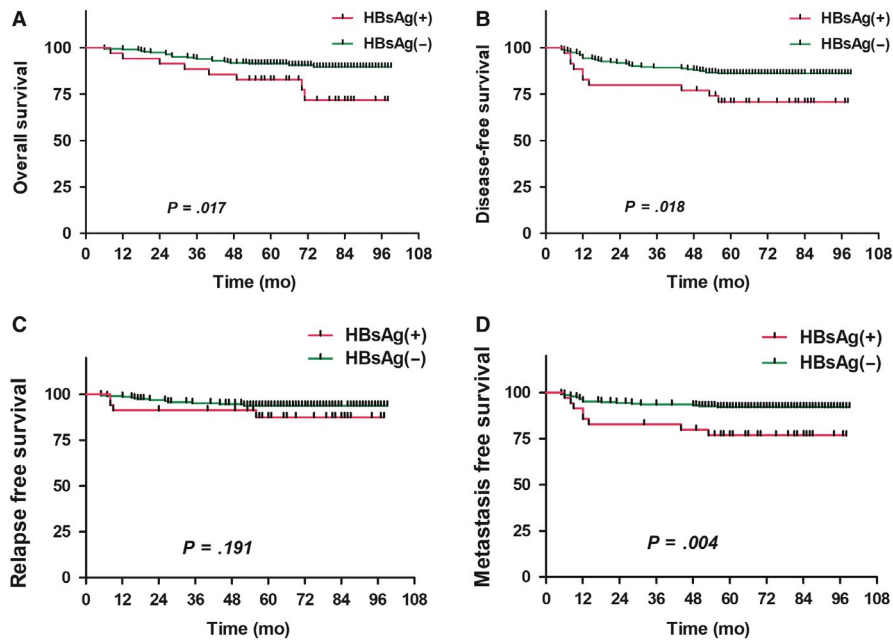 A
HBsAg(+)
HBsAg(−)
Overall survival
100
75
50
25
0
P = .017
0 12 24 36 48 60 72 84 96 108
Time (mo)
B
HBsAg(+)
HBsAg(−)
Disease-free survival
100
75
50
25
0
P = .018
0 12 24 36 48 60 72 84 96 108
Time (mo)
C
HBsAg(+)
HBsAg(−)
Relapse free survival
100
75
50
25
0
P = .191
0 12 24 36 48 60 72 84 96 108
Time (mo)
D
HBsAg(+)
HBsAg(−)
Metastasis free survival
100
75
50
25
0
P = .004
0 12 24 36 48 60 72 84 96 108
Time (mo)